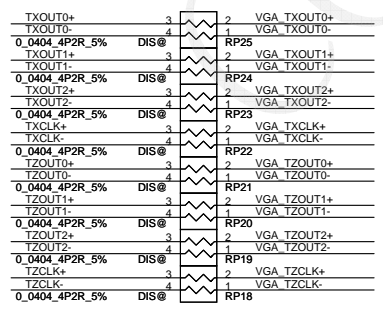 TXOUT0+ 3 2 VGA_TXOUT0+
TXOUT0- 4 1 VGA_TXOUT0-
0_0404_4P2R_5% DIS@ RP25
TXOUT1+ 3 2 VGA_TXOUT1+
TXOUT1- 4 1 VGA_TXOUT1-
0_0404_4P2R_5% DIS@ RP24
TXOUT2+ 3 2 VGA_TXOUT2+
TXOUT2- 4 1 VGA_TXOUT2-
0_0404_4P2R_5% DIS@ RP23
TXCLK+ 3 2 VGA_TXCLK+
TXCLK- 4 1 VGA_TXCLK-
0_0404_4P2R_5% DIS@ RP22
TZOUT0+ 3 2 VGA_TZOUT0+
TZOUT0- 4 1 VGA_TZOUT0-
0_0404_4P2R_5% DIS@ RP21
TZOUT1+ 3 2 VGA_TZOUT1+
TZOUT1- 4 1 VGA_TZOUT1-
0_0404_4P2R_5% DIS@ RP20
TZOUT2+ 3 2 VGA_TZOUT2+
TZOUT2- 4 1 VGA_TZOUT2-
0_0404_4P2R_5% DIS@ RP19
TZCLK+ 3 2 VGA_TZCLK+
TZCLK- 4 1 VGA_TZCLK-
0_0404_4P2R_5% DIS@ RP18